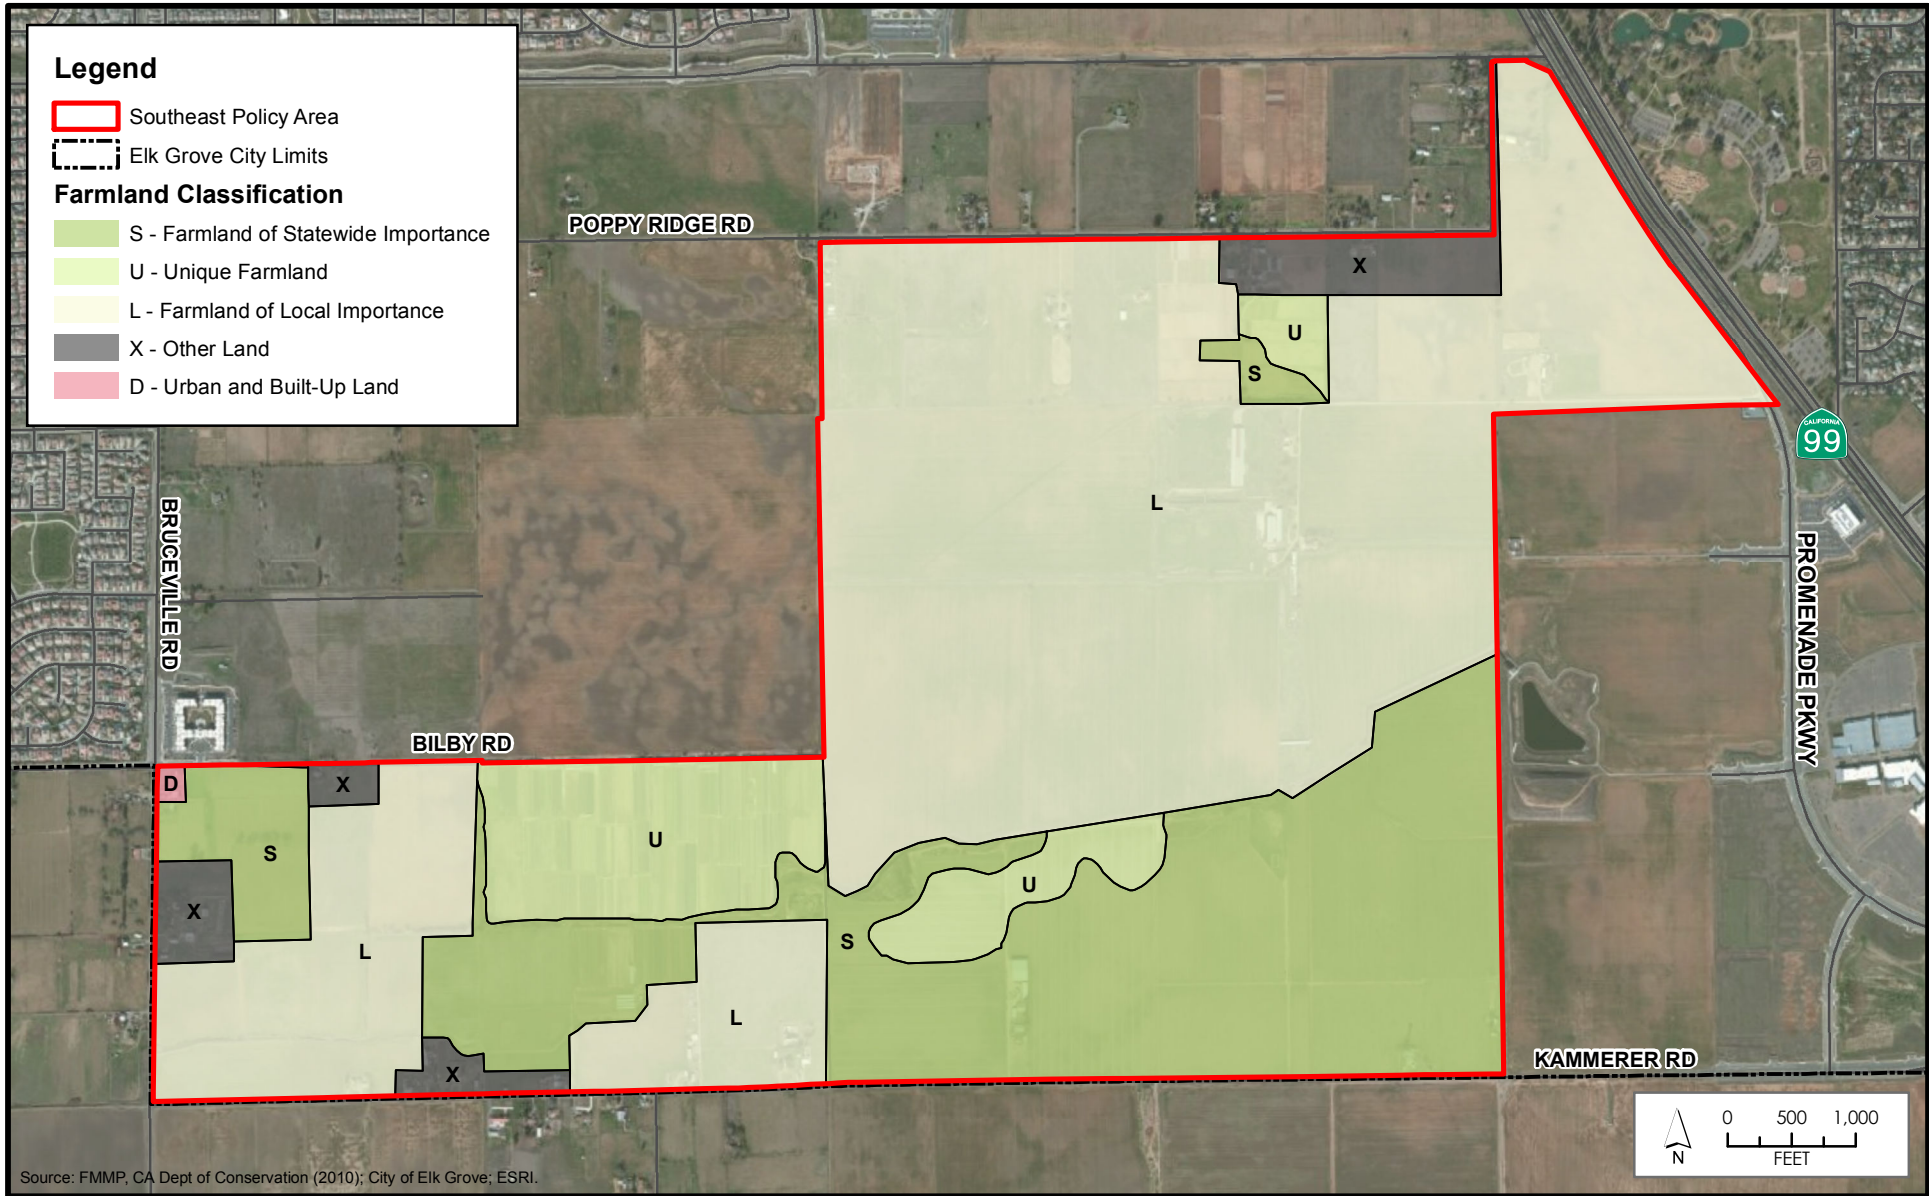 Legend
Southeast Policy Area
Elk Grove City Limits
Farmland Classification
S - Farmland of Statewide Importance
U - Unique Farmland
L - Farmland of Local Importance
X - Other Land
D - Urban and Built-Up Land
POPPY RIDGE RD
X
U
S
CALIFORNIA
99
L
BRUCEVILLE RD
PROMENADE PKWY
BILBY RD
D
X
S
U
U
X
L
S
L
X
KAMMERER RD
N
0 500 1,000
FEET
Source: FMMP, CA Dept of Conservation (2010); City of Elk Grove; ESRI.